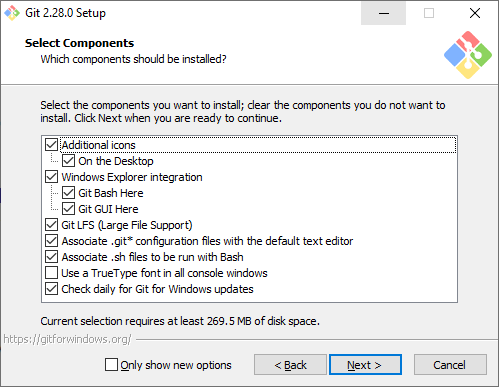 Git 2.28.0 Setup
Select Components
Which components should be installed?
Select the components you want to install; clear the components you do not want to
install. Click Next when you are ready to continue.
Additional icons
On the Desktop
Windows Explorer integration
Git Bash Here
Git GUI Here
Git LFS (Large File Support)
Associate .git* configuration files with the default text editor
Associate .sh files to be run with Bash
Use a TrueType font in all console windows
Check daily for Git for Windows updates
Current selection requires at least 269.5 MB of disk space.
https://gitforwindows.org/
Only show new options
< Back
Next >
Cancel